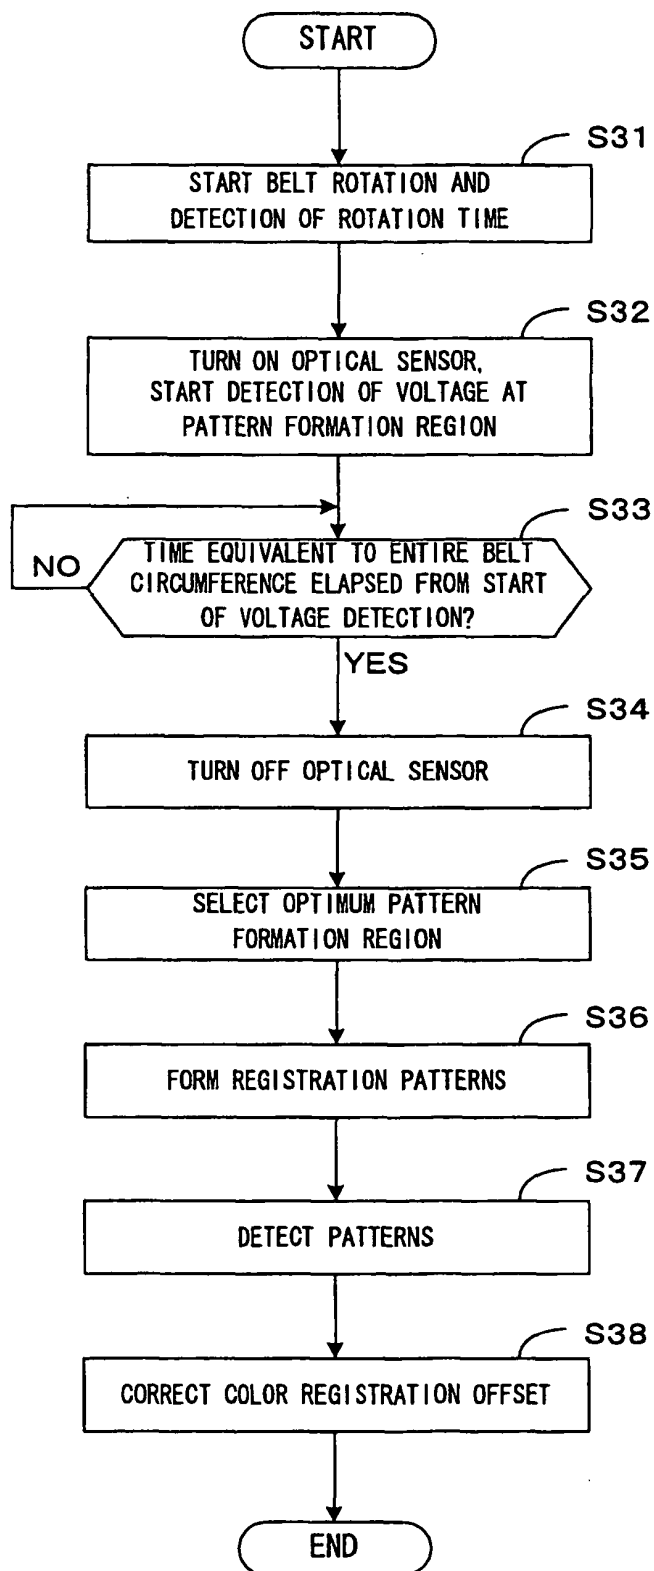 START
S31
START BELT ROTATION AND
DETECTION OF ROTATION TIME
S32
TURN ON OPTICAL SENSOR,
START DETECTION OF VOLTAGE AT
PATTERN FORMATION REGION
S33
TIME EQUIVALENT TO ENTIRE BELT
CIRCUMFERENCE ELAPSED FROM START
OF VOLTAGE DETECTION?
NO
YES
S34
TURN OFF OPTICAL SENSOR
S35
SELECT OPTIMUM PATTERN
FORMATION REGION
S36
FORM REGISTRATION PATTERNS
S37
DETECT PATTERNS
S38
CORRECT COLOR REGISTRATION OFFSET
END